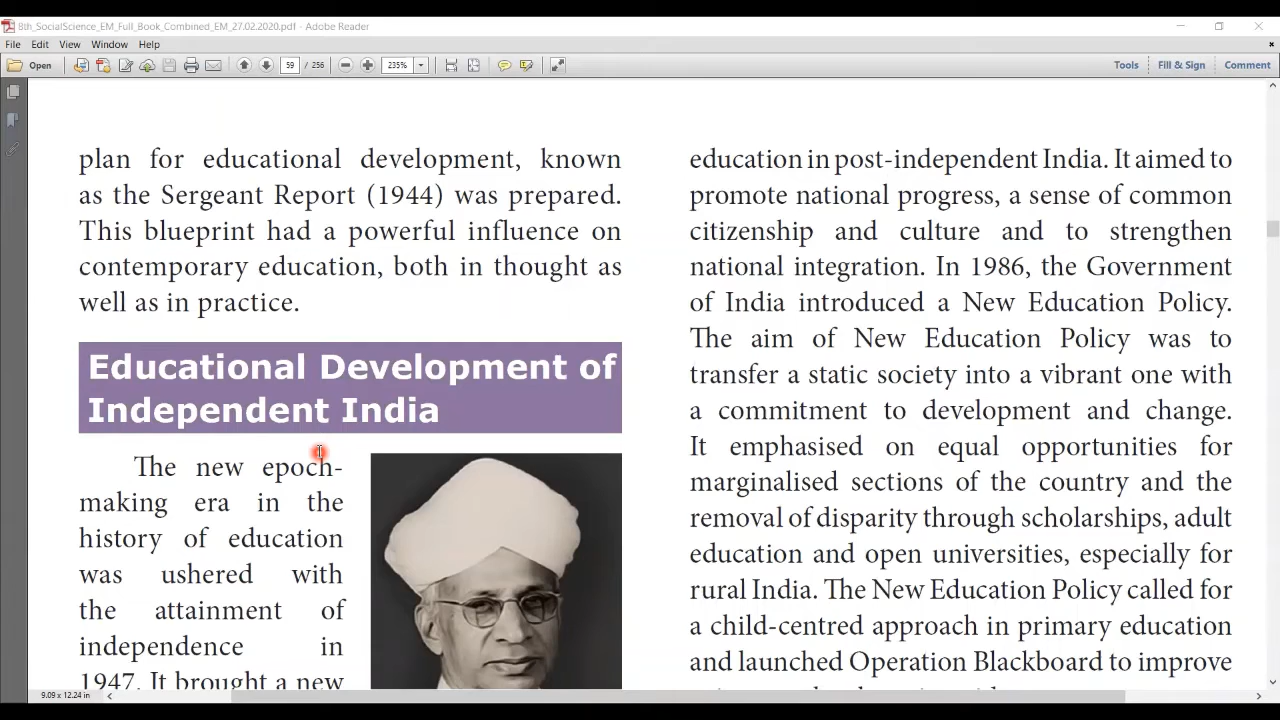 8th_SocialScience_EM_Full_Book_Combined_EM_27.02.2020.pdf - Adobe Reader
File Edit View Window Help
Open 59 / 256 235% Tools Fill & Sign Comment
plan for educational development, known
as the Sergeant Report (1944) was prepared.
This blueprint had a powerful influence on
contemporary education, both in thought as
well as in practice.
Educational Development of
Independent India
The new epoch-
making era in the
history of education
was ushered with
the attainment of
independence in
1947. It brought a new
education in post-independent India. It aimed to
promote national progress, a sense of common
citizenship and culture and to strengthen
national integration. In 1986, the Government
of India introduced a New Education Policy.
The aim of New Education Policy was to
transfer a static society into a vibrant one with
a commitment to development and change.
It emphasised on equal opportunities for
marginalised sections of the country and the
removal of disparity through scholarships, adult
education and open universities, especially for
rural India. The New Education Policy called for
a child-centred approach in primary education
and launched Operation Blackboard to improve
9.09 x 12.24 in